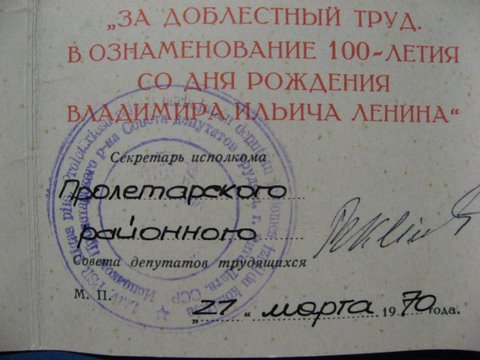 „ЗА ДОБЛЕСТНЫЙ ТРУД.
В ОЗНАМЕНОВАНИЕ 100-ЛЕТИЯ
СО ДНЯ РОЖДЕНИЯ
ВЛАДИМИРА ИЛЬИЧА ЛЕНИНА“
Секретарь исполкома
Пролетарского
районного
Совета депутатов трудящихся
М. П.
„27 “ марта 1970 года.